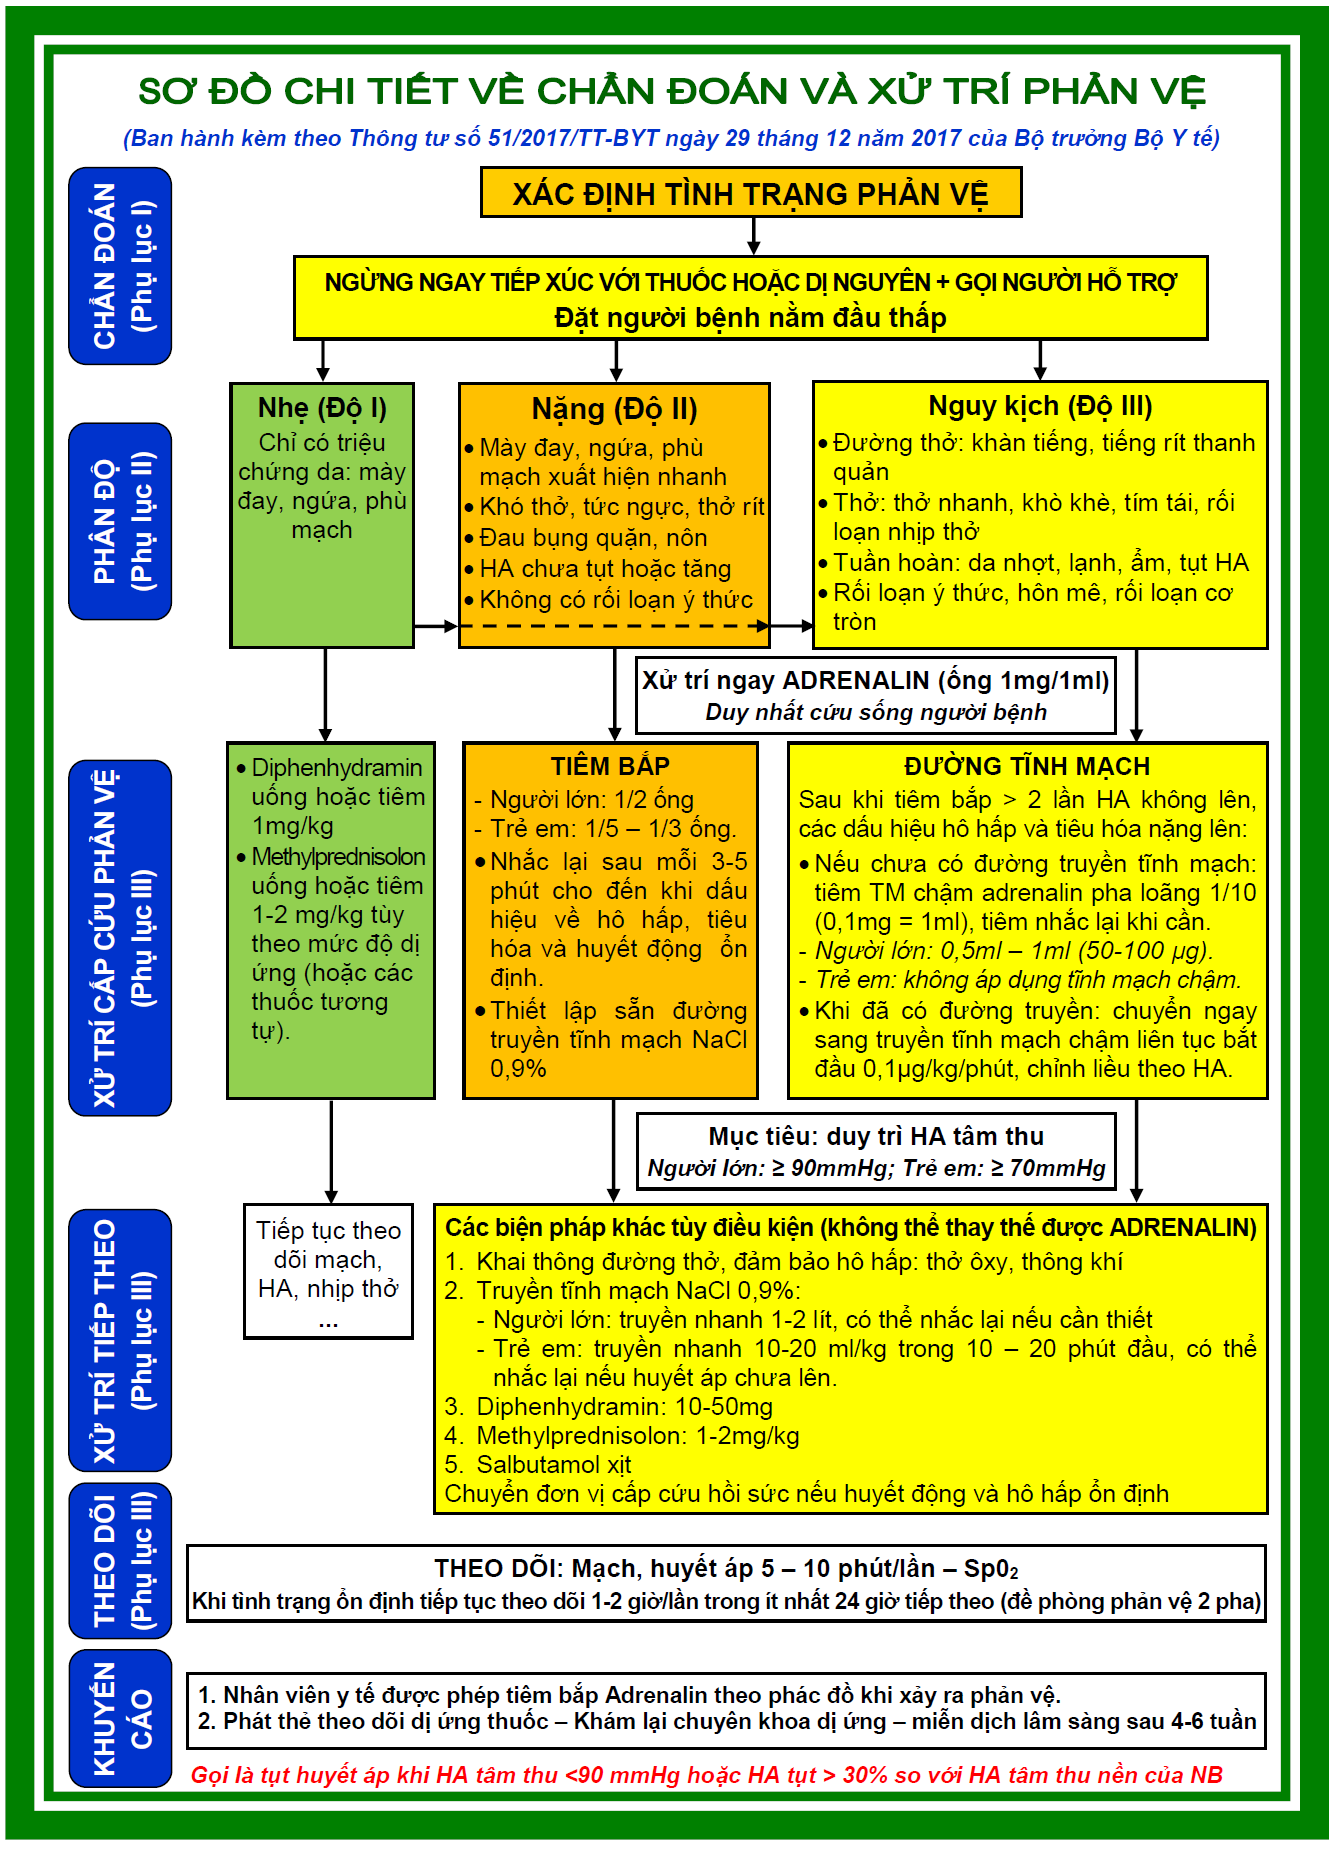 SƠ ĐỒ CHI TIẾT VỀ CHẨN ĐOÁN VÀ XỬ TRÍ PHẢN VỆ
(Ban hành kèm theo Thông tư số 51/2017/TT-BYT ngày 29 tháng 12 năm 2017 của Bộ trưởng Bộ Y tế)
CHẨN ĐOÁN
(Phụ lục I)
XÁC ĐỊNH TÌNH TRẠNG PHẢN VỆ
NGỪNG NGAY TIẾP XÚC VỚI THUỐC HOẶC DỊ NGUYÊN + GỌI NGƯỜI HỖ TRỢ
Đặt người bệnh nằm đầu thấp
PHÂN ĐỘ
(Phụ lục II)
Nhẹ (Độ I)
Chỉ có triệu
chứng da: mày
đay, ngứa, phù
mạch
Nặng (Độ II)
• Mày đay, ngứa, phù
mạch xuất hiện nhanh
• Khó thở, tức ngực, thở rít
• Đau bụng quặn, nôn
• HA chưa tụt hoặc tăng
• Không có rối loạn ý thức
Nguy kịch (Độ III)
• Đường thở: khàn tiếng, tiếng rít thanh
quản
• Thở: thở nhanh, khò khè, tím tái, rối
loạn nhịp thở
• Tuần hoàn: da nhợt, lạnh, ẩm, tụt HA
• Rối loạn ý thức, hôn mê, rối loạn cơ
tròn
Xử trí ngay ADRENALIN (ống 1mg/1ml)
Duy nhất cứu sống người bệnh
XỬ TRÍ CẤP CỨU PHẢN VỆ
(Phụ lục III)
• Diphenhydramin
uống hoặc tiêm
1mg/kg
• Methylprednisolon
uống hoặc tiêm
1-2 mg/kg tùy
theo mức độ dị
ứng (hoặc các
thuốc tương
tự).
TIÊM BẮP
- Người lớn: 1/2 ống
- Trẻ em: 1/5 – 1/3 ống.
• Nhắc lại sau mỗi 3-5
phút cho đến khi dấu
hiệu về hô hấp, tiêu
hóa và huyết động ổn
định.
• Thiết lập sẵn đường
truyền tĩnh mạch NaCl
0,9%
ĐƯỜNG TĨNH MẠCH
Sau khi tiêm bắp > 2 lần HA không lên,
các dấu hiệu hô hấp và tiêu hóa nặng lên:
• Nếu chưa có đường truyền tĩnh mạch:
tiêm TM chậm adrenalin pha loãng 1/10
(0,1mg = 1ml), tiêm nhắc lại khi cần.
- Người lớn: 0,5ml – 1ml (50-100 µg).
- Trẻ em: không áp dụng tĩnh mạch chậm.
• Khi đã có đường truyền: chuyển ngay
sang truyền tĩnh mạch chậm liên tục bắt
đầu 0,1µg/kg/phút, chỉnh liều theo HA.
Mục tiêu: duy trì HA tâm thu
Người lớn: ≥ 90mmHg; Trẻ em: ≥ 70mmHg
XỬ TRÍ TIẾP THEO
(Phụ lục III)
Tiếp tục theo
dõi mạch,
HA, nhịp thở
...
Các biện pháp khác tùy điều kiện (không thể thay thế được ADRENALIN)
1. Khai thông đường thở, đảm bảo hô hấp: thở ôxy, thông khí
2. Truyền tĩnh mạch NaCl 0,9%:
- Người lớn: truyền nhanh 1-2 lít, có thể nhắc lại nếu cần thiết
- Trẻ em: truyền nhanh 10-20 ml/kg trong 10 – 20 phút đầu, có thể
nhắc lại nếu huyết áp chưa lên.
3. Diphenhydramin: 10-50mg
4. Methylprednisolon: 1-2mg/kg
5. Salbutamol xịt
Chuyển đơn vị cấp cứu hồi sức nếu huyết động và hô hấp ổn định
THEO DÕI
(Phụ lục III)
THEO DÕI: Mạch, huyết áp 5 – 10 phút/lần – Sp0₂
Khi tình trạng ổn định tiếp tục theo dõi 1-2 giờ/lần trong ít nhất 24 giờ tiếp theo (đề phòng phản vệ 2 pha)
KHUYẾN
CÁO
1. Nhân viên y tế được phép tiêm bắp Adrenalin theo phác đồ khi xảy ra phản vệ.
2. Phát thẻ theo dõi dị ứng thuốc – Khám lại chuyên khoa dị ứng – miễn dịch lâm sàng sau 4-6 tuần
Gọi là tụt huyết áp khi HA tâm thu <90 mmHg hoặc HA tụt > 30% so với HA tâm thu nền của NB